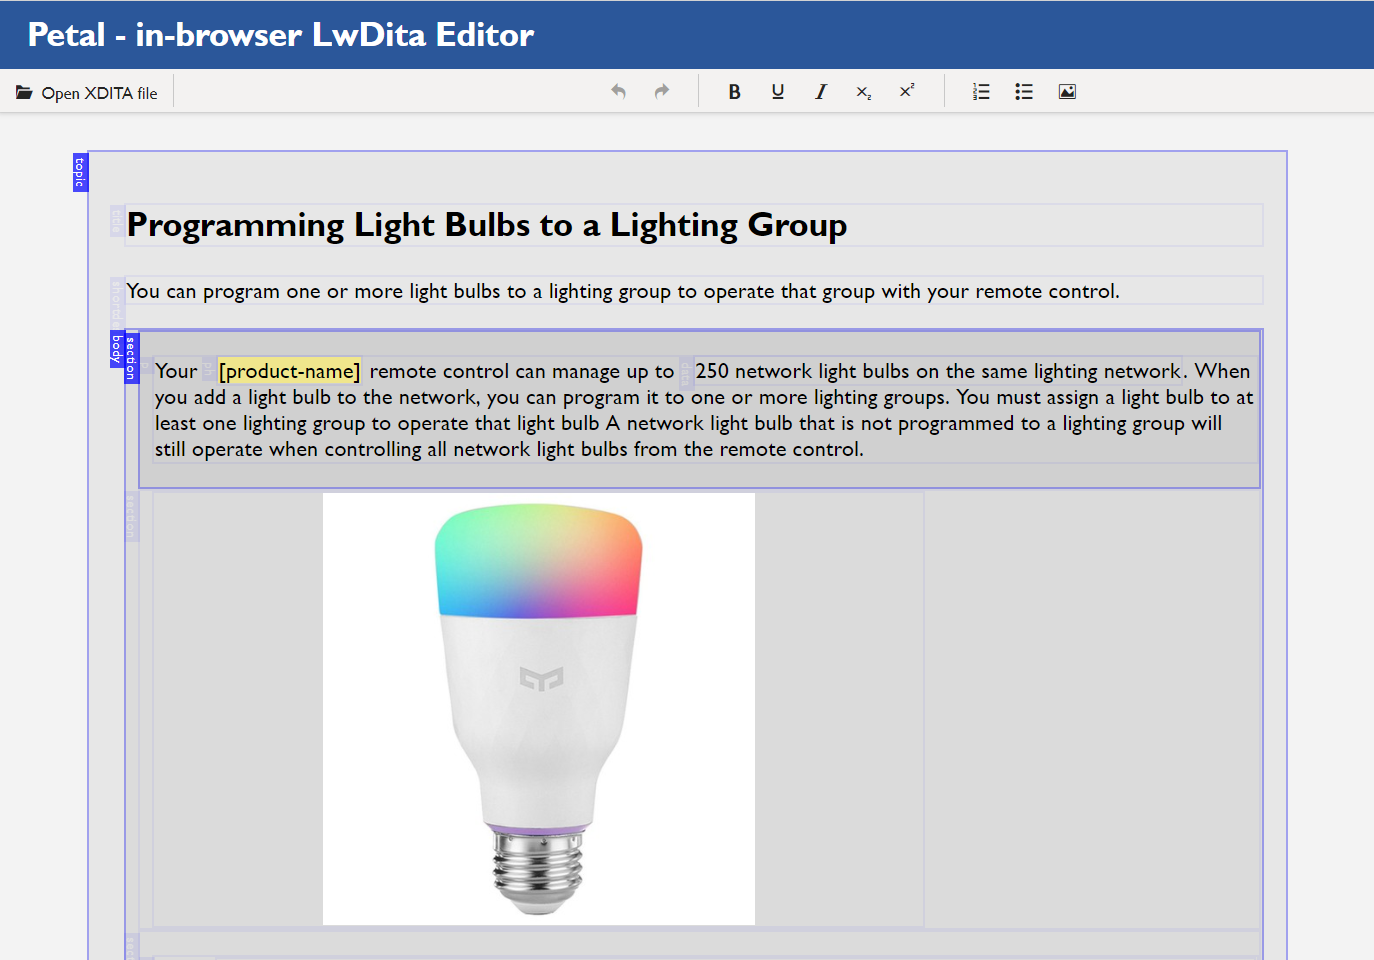 Petal - in-browser LwDita Editor
Open XDITA file
B U I X₂ X²
topic
title
Programming Light Bulbs to a Lighting Group
You can program one or more light bulbs to a lighting group to operate that group with your remote control.
body
section
Your ph [product-name] remote control can manage up to 250 network light bulbs on the same lighting network. When
you add a light bulb to the network, you can program it to one or more lighting groups. You must assign a light bulb to at
least one lighting group to operate that light bulb A network light bulb that is not programmed to a lighting group will
still operate when controlling all network light bulbs from the remote control.
section